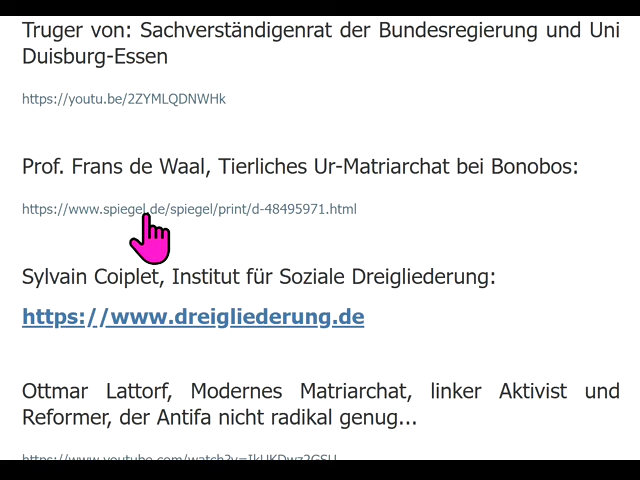 Truger von: Sachverständigenrat der Bundesregierung und Uni
Duisburg-Essen
https://youtu.be/2ZYMLQDNWHk
Prof. Frans de Waal, Tierliches Ur-Matriarchat bei Bonobos:
https://www.spiegel.de/spiegel/print/d-48495971.html
Sylvain Coiplet, Institut für Soziale Dreigliederung:
https://www.dreigliederung.de
Ottmar Lattorf, Modernes Matriarchat, linker Aktivist und
Reformer, der Antifa nicht radikal genug...